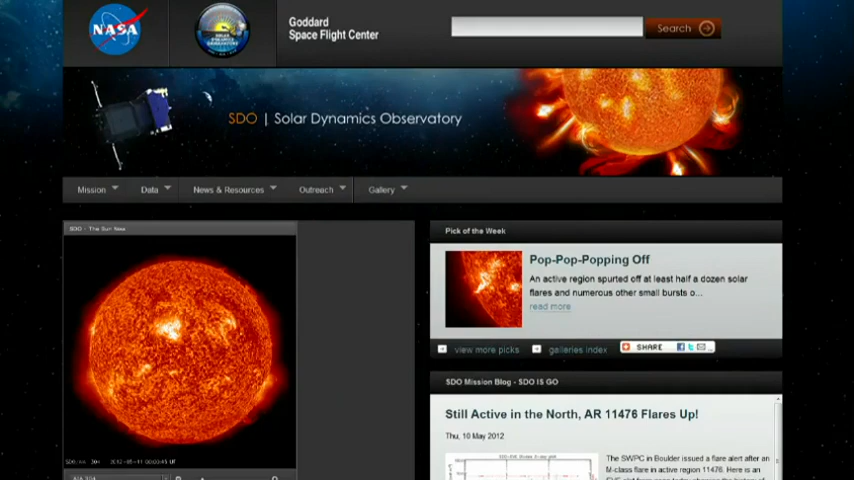 NASA
Goddard
Space Flight Center
Search
SDO | Solar Dynamics Observatory
Mission
Data
News & Resources
Outreach
Gallery
SDO - The Sun Now
Pick of the Week
Pop-Pop-Popping Off
An active region spurted off at least half a dozen solar
flares and numerous other small bursts o...
read more
view more picks
galleries index
SHARE
SDO Mission Blog - SDO IS GO
Still Active in the North, AR 11476 Flares Up!
Thu, 10 May 2012
The SWPC in Boulder issued a flare alert after an
M-class flare in active region 11476. Here is an